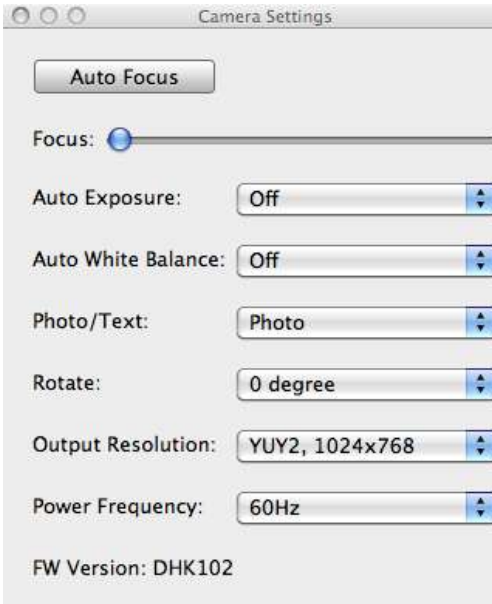 Camera Settings
Auto Focus
Focus:
Auto Exposure: Off
Auto White Balance: Off
Photo/Text: Photo
Rotate: 0 degree
Output Resolution: YUY2, 1024x768
Power Frequency: 60Hz
FW Version: DHK102